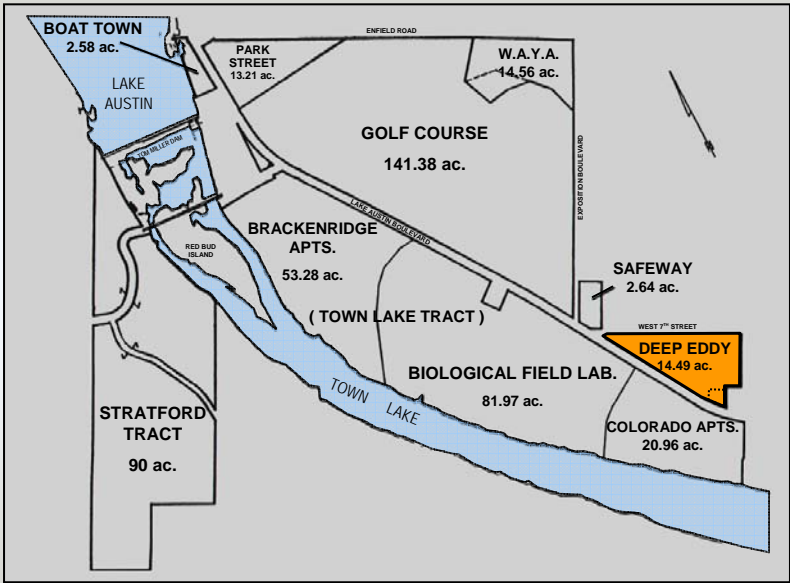 BOAT TOWN
2.58 ac.
LAKE
AUSTIN
PARK
STREET
13.21 ac.
ENFIELD ROAD
W.A.Y.A.
14.56 ac.
GOLF COURSE
141.38 ac.
TOM MILLER DAM
EXPOSITION BOULEVARD
LAKE AUSTIN BOULEVARD
BRACKENRIDGE
APTS.
53.28 ac.
RED BUD
ISLAND
SAFEWAY
2.64 ac.
( TOWN LAKE TRACT )
WEST 7TH STREET
DEEP EDDY
14.49 ac.
BIOLOGICAL FIELD LAB.
81.97 ac.
TOWN LAKE
STRATFORD
TRACT
90 ac.
COLORADO APTS.
20.96 ac.